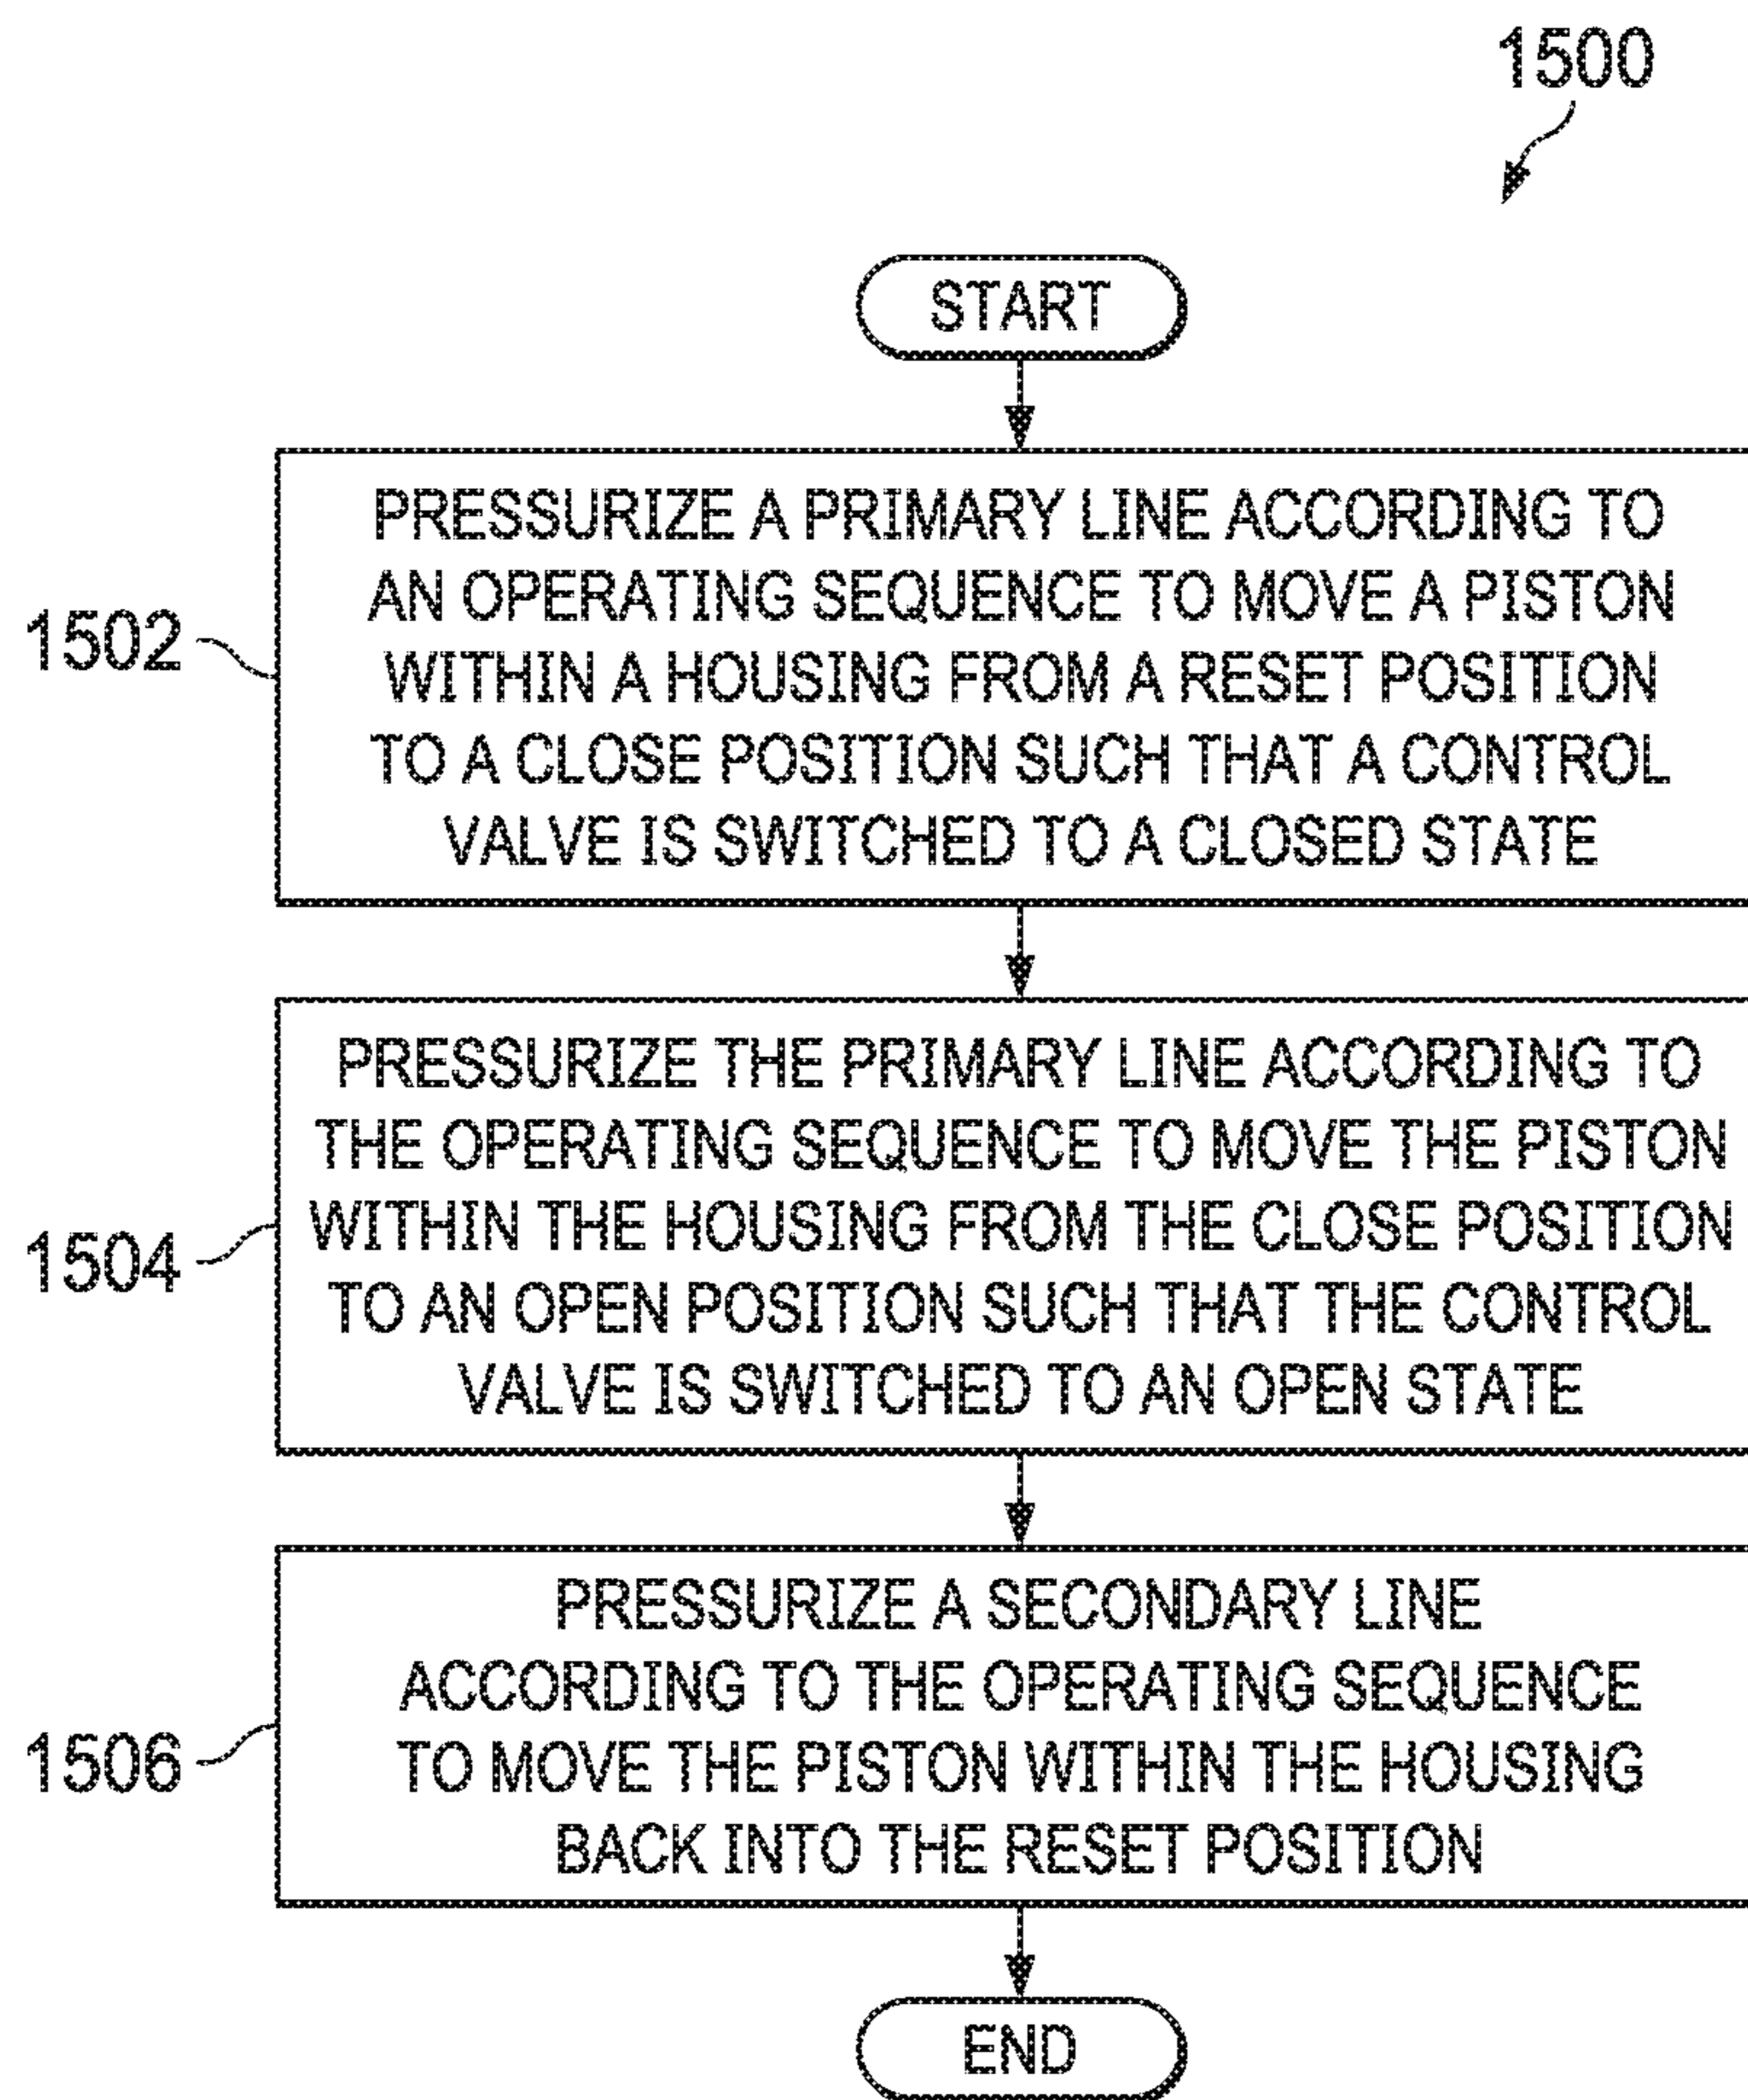 1500
START
PRESSURIZE A PRIMARY LINE ACCORDING TO
AN OPERATING SEQUENCE TO MOVE A PISTON
1502
WITHIN A HOUSING FROM A RESET POSITION
TO A CLOSE POSITION SUCH THAT A CONTROL
VALVE IS SWITCHED TO A CLOSED STATE
PRESSURIZE THE PRIMARY LINE ACCORDING TO
THE OPERATING SEQUENCE TO MOVE THE PISTON
WITHIN THE HOUSING FROM THE CLOSE POSITION
1504
TO AN OPEN POSITION SUCH THAT THE CONTROL
VALVE IS SWITCHED TO AN OPEN STATE
PRESSURIZE A SECONDARY LINE
ACCORDING TO THE OPERATING SEQUENCE
1506
TO MOVE THE PISTON WITHIN THE HOUSING
BACK INTO THE RESET POSITION
END